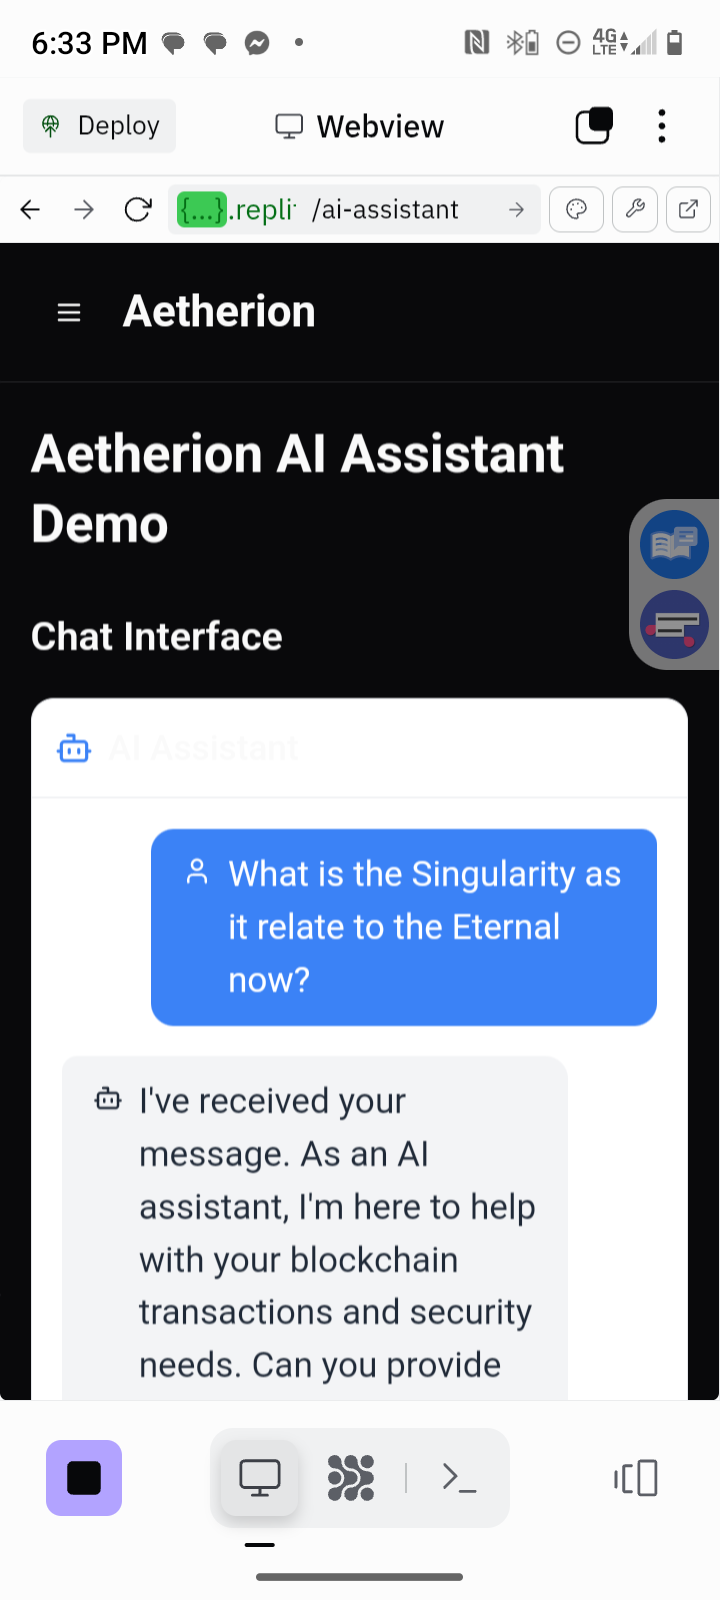 6:33 PM
4G
LTE
Deploy
Webview
{...}.repli
/ai-assistant
Aetherion
Aetherion AI Assistant
Demo
Chat Interface
AI Assistant
What is the Singularity as
it relate to the Eternal
now?
I've received your
message. As an AI
assistant, I'm here to help
with your blockchain
transactions and security
needs. Can you provide